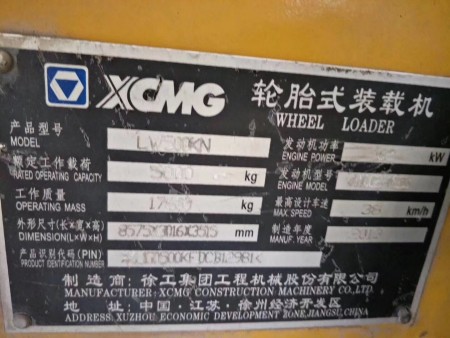 XCMG 轮胎式装载机
WHEEL LOADER
产品型号 发动机功率
MODEL ENGINE POWER kW
额定工作载荷 发动机型号
RATED OPERATING CAPACITY 5000 kg ENGINE MODEL
工作质量 最高设计车速
OPERATING MASS kg MAX. SPEED 38 km/h
外形尺寸(长×宽×高) 制造年度
DIMENSION(L×W×H) 8575X3016X3515 mm MANUF. YEAR
产品识别代码(PIN)
PRODUCT IDENTIFICATION NUMBER
制造商:徐工集团工程机械股份有限公司
MANUFACTURER:XCMG CONSTRUCTION MACHINERY CO.,LTD.
地址:中国·江苏·徐州经济开发区
ADDRESS:XUZHOU ECONOMIC DEVELOPMENT ZONE,JIANGSU,CHINA